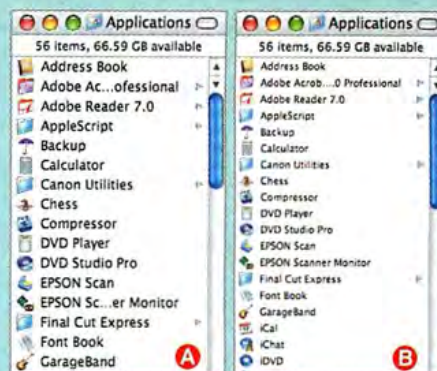 Applications
56 items, 66.59 GB available
Address Book
Adobe Ac...ofessional
Adobe Reader 7.0
AppleScript
Backup
Calculator
Canon Utilities
Chess
Compressor
DVD Player
DVD Studio Pro
EPSON Scan
EPSON Sc...er Monitor
Final Cut Express
Font Book
GarageBand
A
Applications
56 items, 66.59 GB available
Address Book
Adobe Acrob...0 Professional
Adobe Reader 7.0
AppleScript
Backup
Calculator
Canon Utilities
Chess
Compressor
DVD Player
DVD Studio Pro
EPSON Scan
EPSON Scanner Monitor
Final Cut Express
Font Book
GarageBand
iCal
iChat
iDVD
B